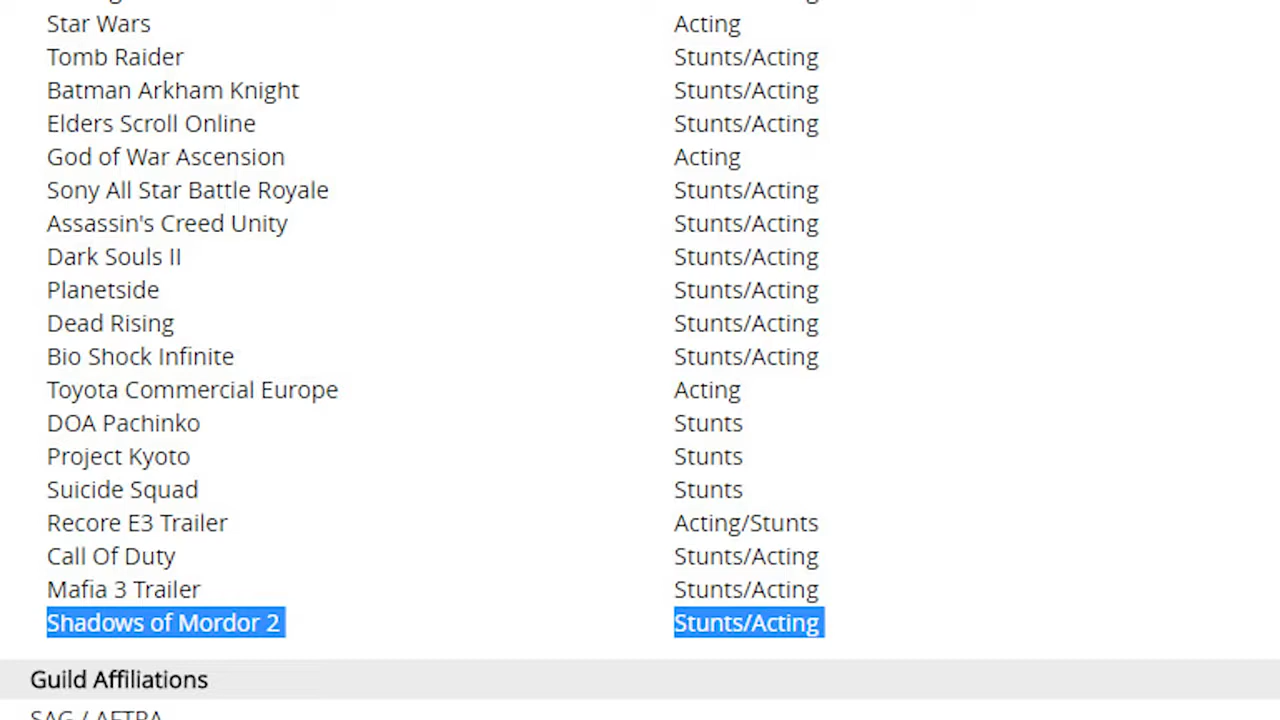 Star Wars Acting
Tomb Raider Stunts/Acting
Batman Arkham Knight Stunts/Acting
Elders Scroll Online Stunts/Acting
God of War Ascension Acting
Sony All Star Battle Royale Stunts/Acting
Assassin's Creed Unity Stunts/Acting
Dark Souls II Stunts/Acting
Planetside Stunts/Acting
Dead Rising Stunts/Acting
Bio Shock Infinite Stunts/Acting
Toyota Commercial Europe Acting
DOA Pachinko Stunts
Project Kyoto Stunts
Suicide Squad Stunts
Recore E3 Trailer Acting/Stunts
Call Of Duty Stunts/Acting
Mafia 3 Trailer Stunts/Acting
Shadows of Mordor 2 Stunts/Acting
Guild Affiliations
SAG / AFTRA